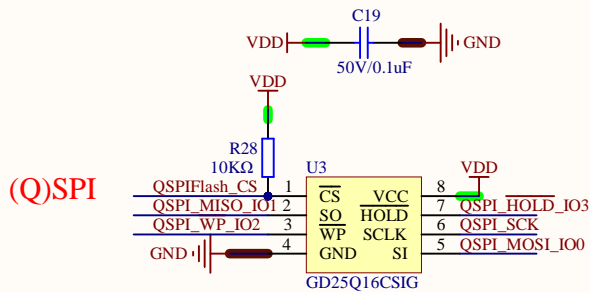 C19
VDD
GND
50V/0.1uF
VDD
R28
10KΩ
U3
VDD
(Q)SPI
QSPIFlash_CS 1 CS VCC 8
QSPI_MISO_IO1 2 SO HOLD 7 QSPI_HOLD_IO3
QSPI_WP_IO2 3 WP SCLK 6 QSPI_SCK
GND 4 GND SI 5 QSPI_MOSI_IO0
GD25Q16CSIG